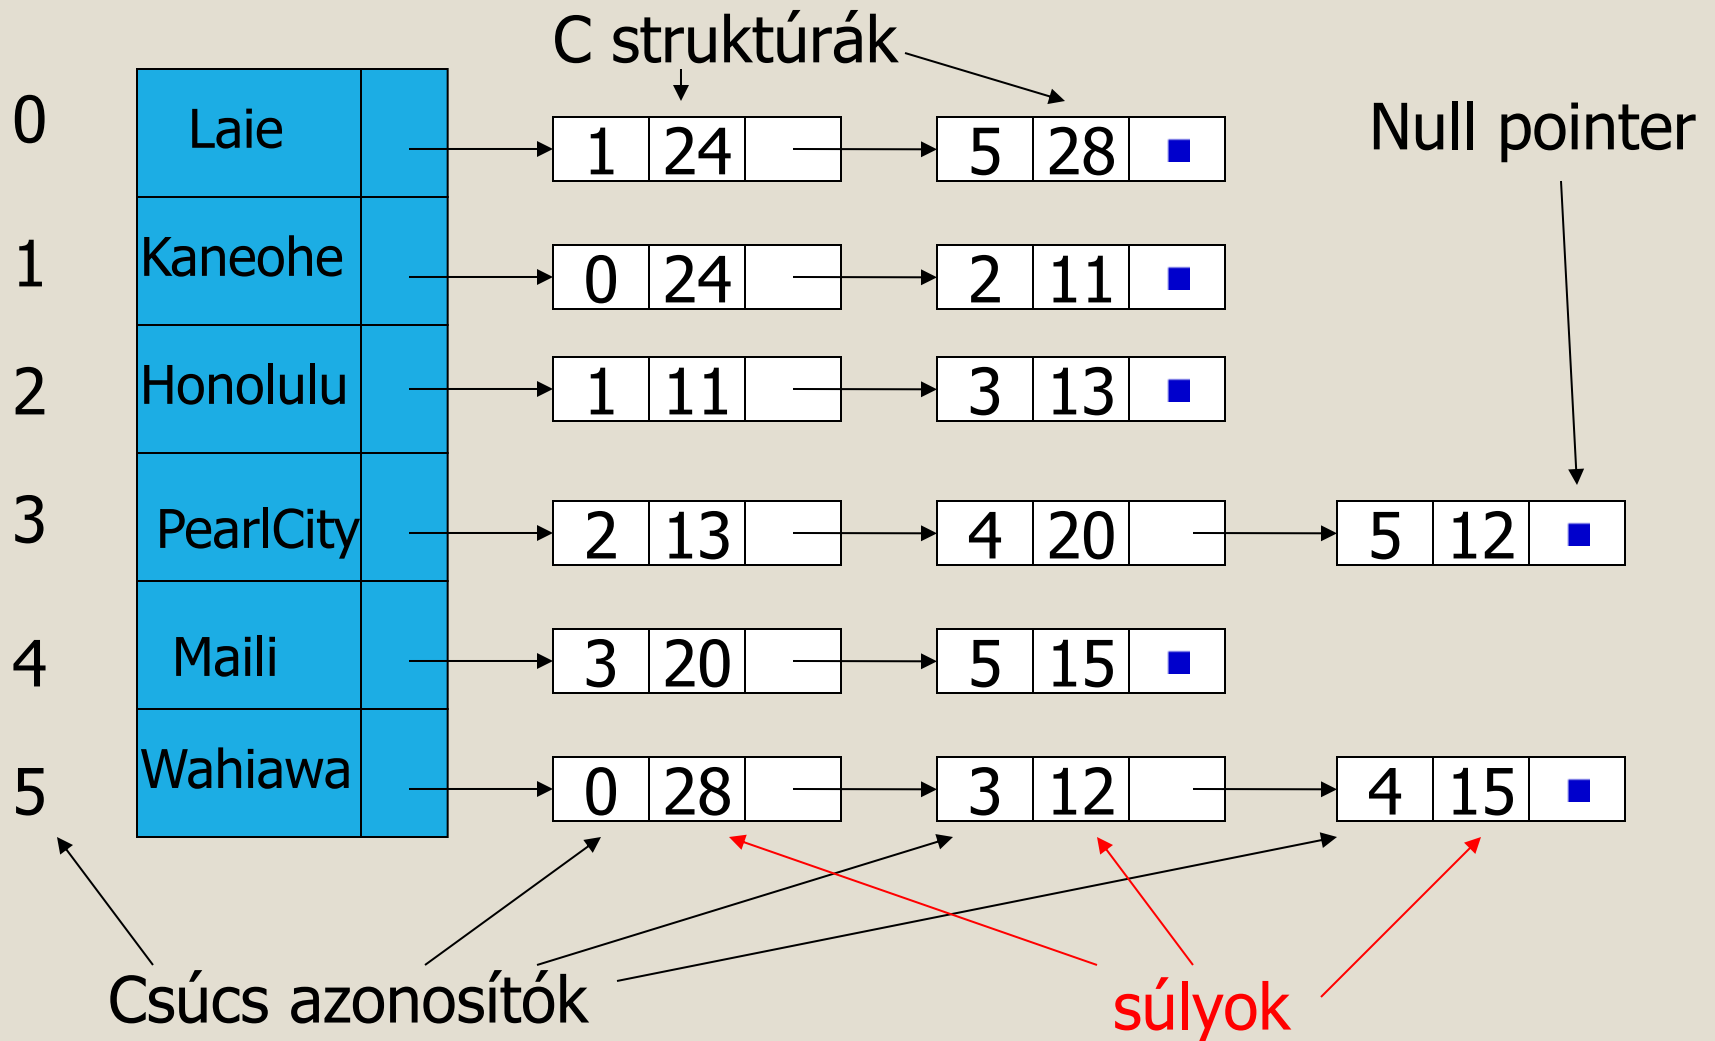 C struktúrák
Null pointer
0 Laie 1 24 5 28
1 Kaneohe 0 24 2 11
2 Honolulu 1 11 3 13
3 PearlCity 2 13 4 20 5 12
4 Maili 3 20 5 15
5 Wahiawa 0 28 3 12 4 15
Csúcs azonosítók
súlyok